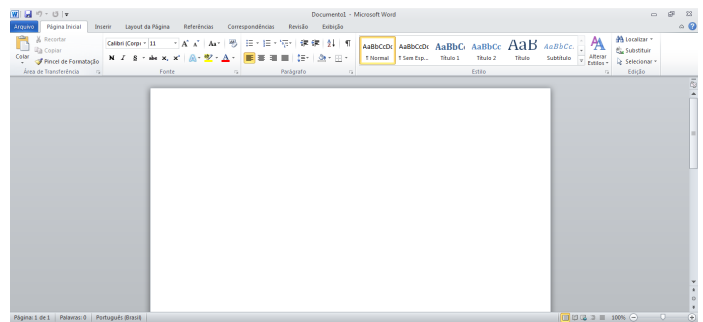 Documento1 - Microsoft Word
Arquivo Página Inicial Inserir Layout da Página Referências Correspondências Revisão Exibição
Colar
Recortar
Copiar
Pincel de Formatação
Área de Transferência
Calibri (Corpo 11
N I S abc x, x² A
Fonte
Parágrafo
AaBbCcDc AaBbCcDc AaBbC AaBbCc AaB AaBbCc.
¶ Normal ¶ Sem Esp... Título 1 Título 2 Título Subtítulo
Alterar
Estilos
Estilo
Localizar
Substituir
Selecionar
Edição
Página: 1 de 1 Palavras: 0 Português (Brasil) 100%